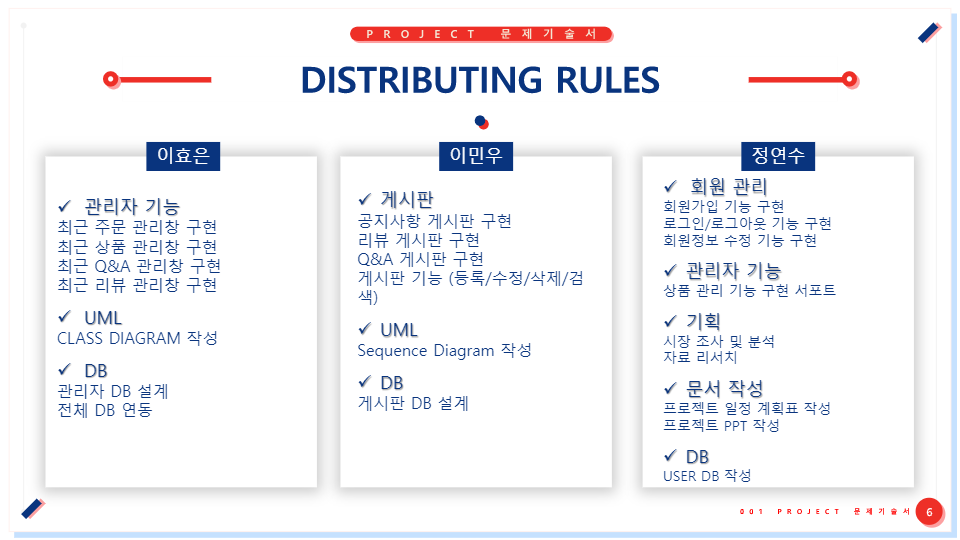 PROJECT 문제기술서
DISTRIBUTING RULES
이효은
✓ 관리자 기능
최근 주문 관리창 구현
최근 상품 관리창 구현
최근 Q&A 관리창 구현
최근 리뷰 관리창 구현
✓ UML
CLASS DIAGRAM 작성
✓ DB
관리자 DB 설계
전체 DB 연동
이민우
✓ 게시판
공지사항 게시판 구현
리뷰 게시판 구현
Q&A 게시판 구현
게시판 기능 (등록/수정/삭제/검
색)
✓ UML
Sequence Diagram 작성
✓ DB
게시판 DB 설계
정연수
✓ 회원 관리
회원가입 기능 구현
로그인/로그아웃 기능 구현
회원정보 수정 기능 구현
✓ 관리자 기능
상품 관리 기능 구현 서포트
✓ 기획
시장 조사 및 분석
자료 리서치
✓ 문서 작성
프로젝트 일정 계획표 작성
프로젝트 PPT 작성
✓ DB
USER DB 작성
001 PROJECT 문제기술서
6